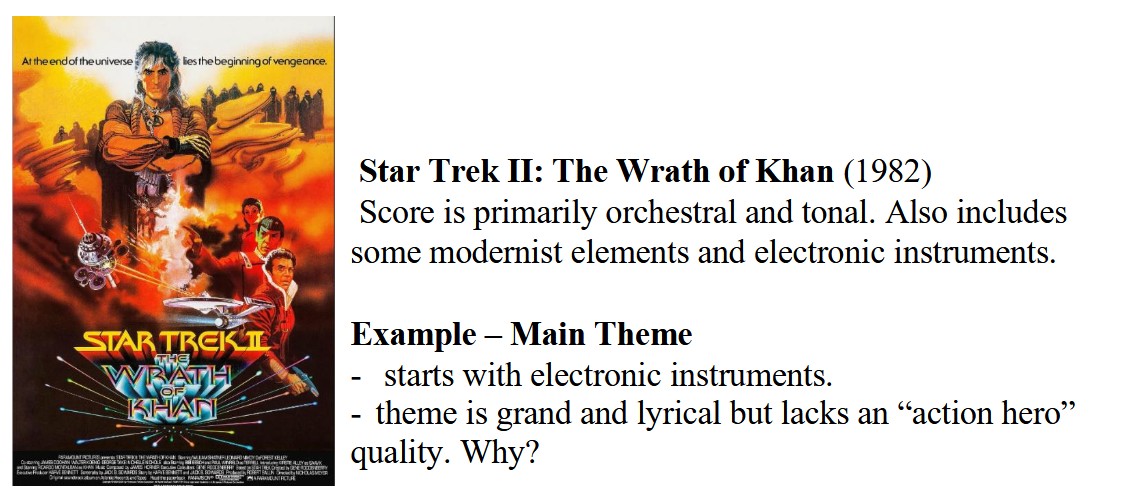 At the end of the universe lies the beginning of vengeance.
STAR TREK II
THE
WRATH
OF
KHAN
Star Trek II: The Wrath of Khan (1982)
Score is primarily orchestral and tonal. Also includes
some modernist elements and electronic instruments.
Example – Main Theme
- starts with electronic instruments.
- theme is grand and lyrical but lacks an “action hero”
quality. Why?